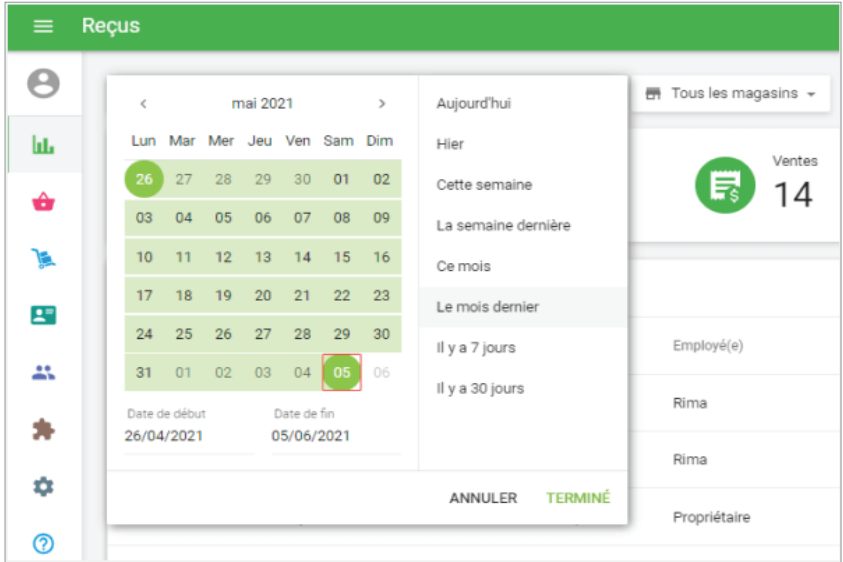 Reçus
mai 2021
Lun Mar Mer Jeu Ven Sam Dim
26 27 28 29 30 01 02
03 04 05 06 07 08 09
10 11 12 13 14 15 16
17 18 19 20 21 22 23
24 25 26 27 28 29 30
31 01 02 03 04 05 06
Date de début Date de fin
26/04/2021 05/06/2021
Aujourd'hui
Hier
Cette semaine
La semaine dernière
Ce mois
Le mois dernier
Il y a 7 jours
Il y a 30 jours
ANNULER TERMINÉ
Tous les magasins
Ventes
14
Employé(e)
Rima
Rima
Propriétaire